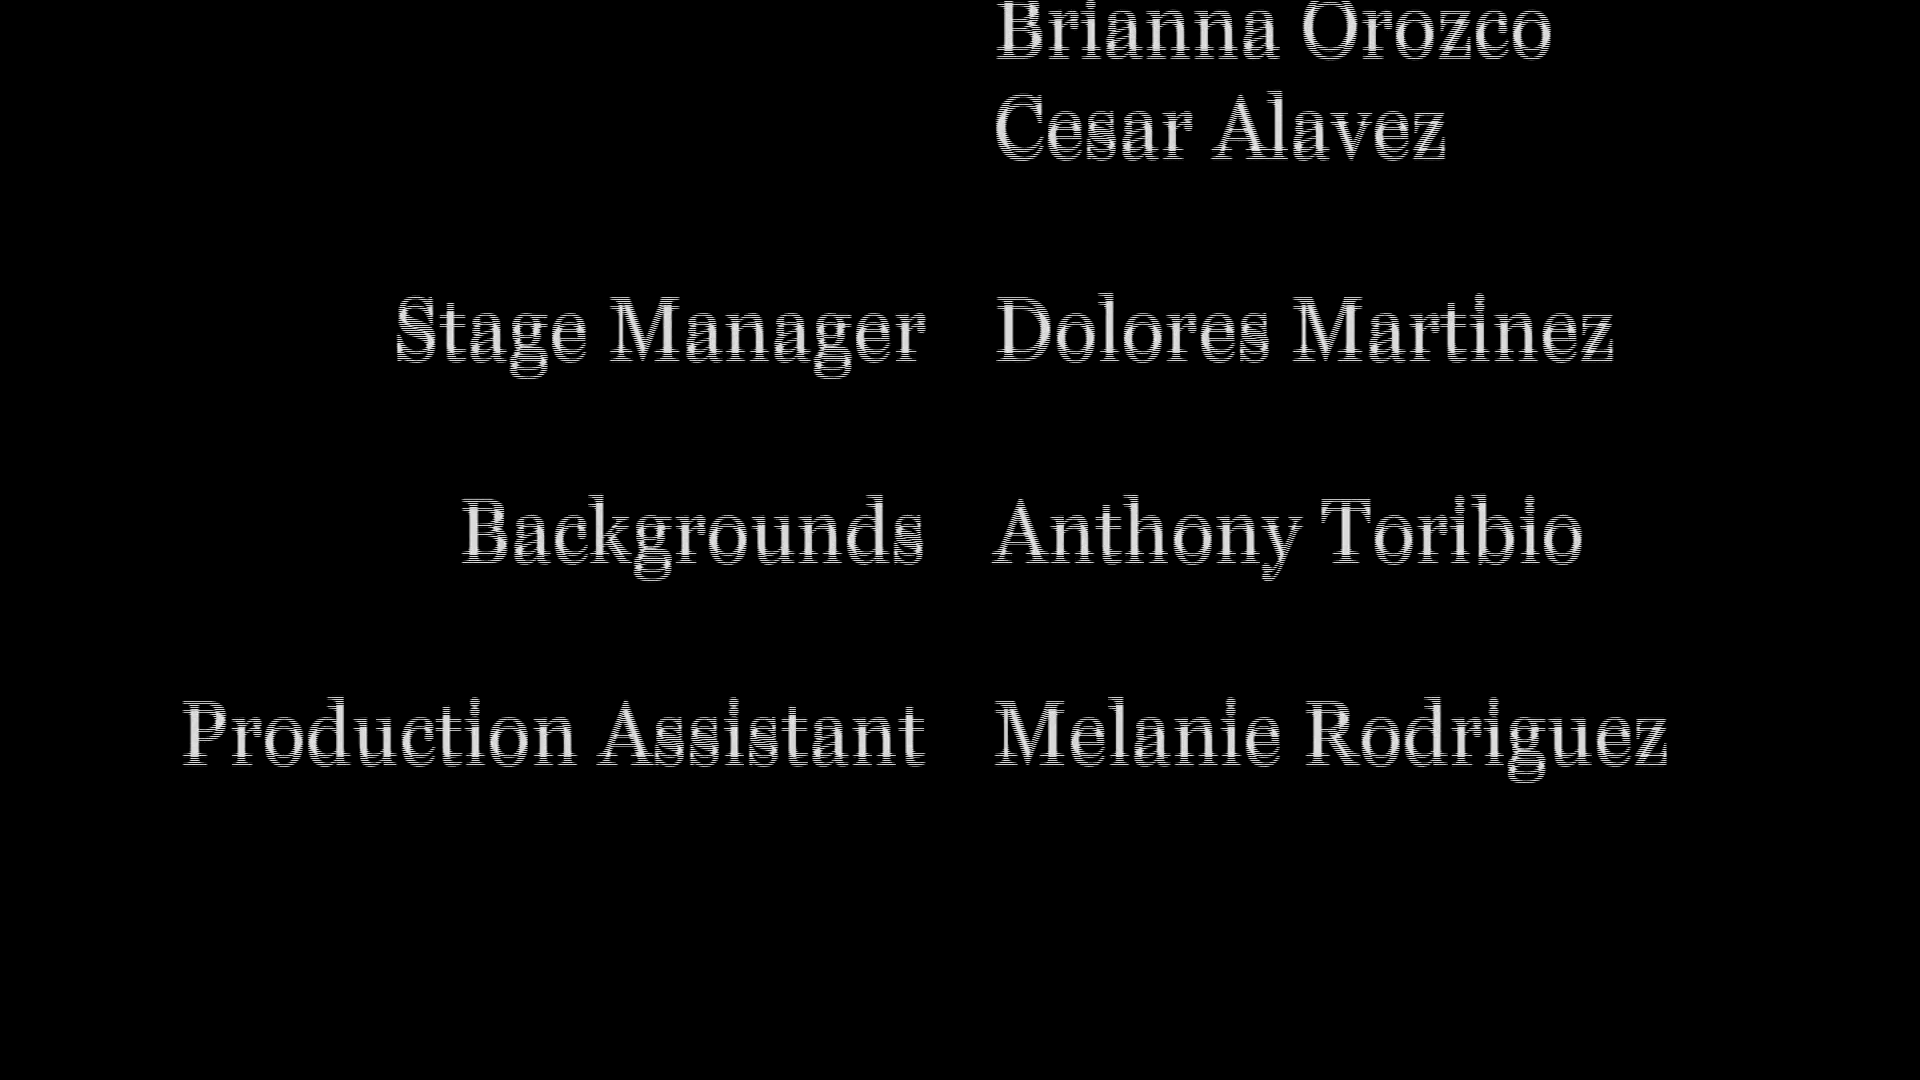 Brianna Orozco
Cesar Alavez
Stage Manager Dolores Martinez
Backgrounds Anthony Toribio
Production Assistant Melanie Rodriguez